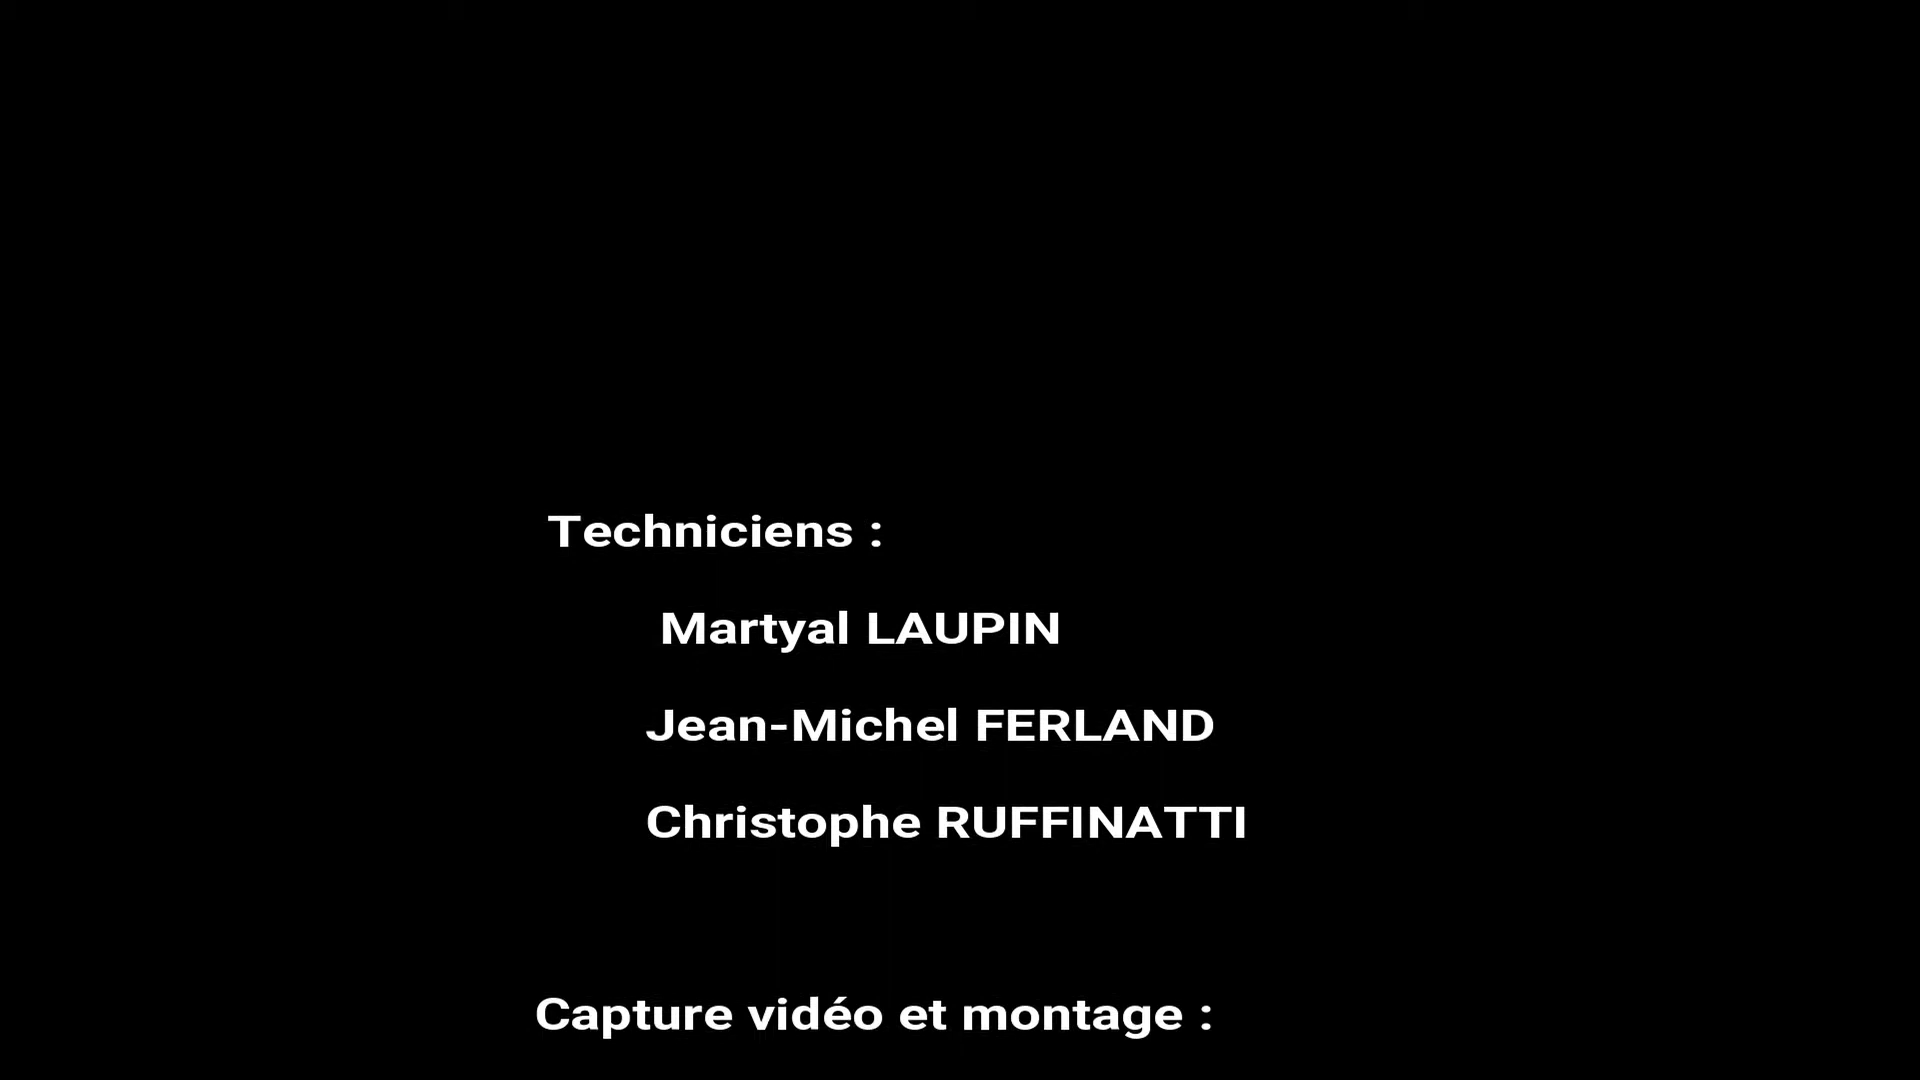 Techniciens :
Martyal LAUPIN
Jean-Michel FERLAND
Christophe RUFFINATTI
Capture vidéo et montage :